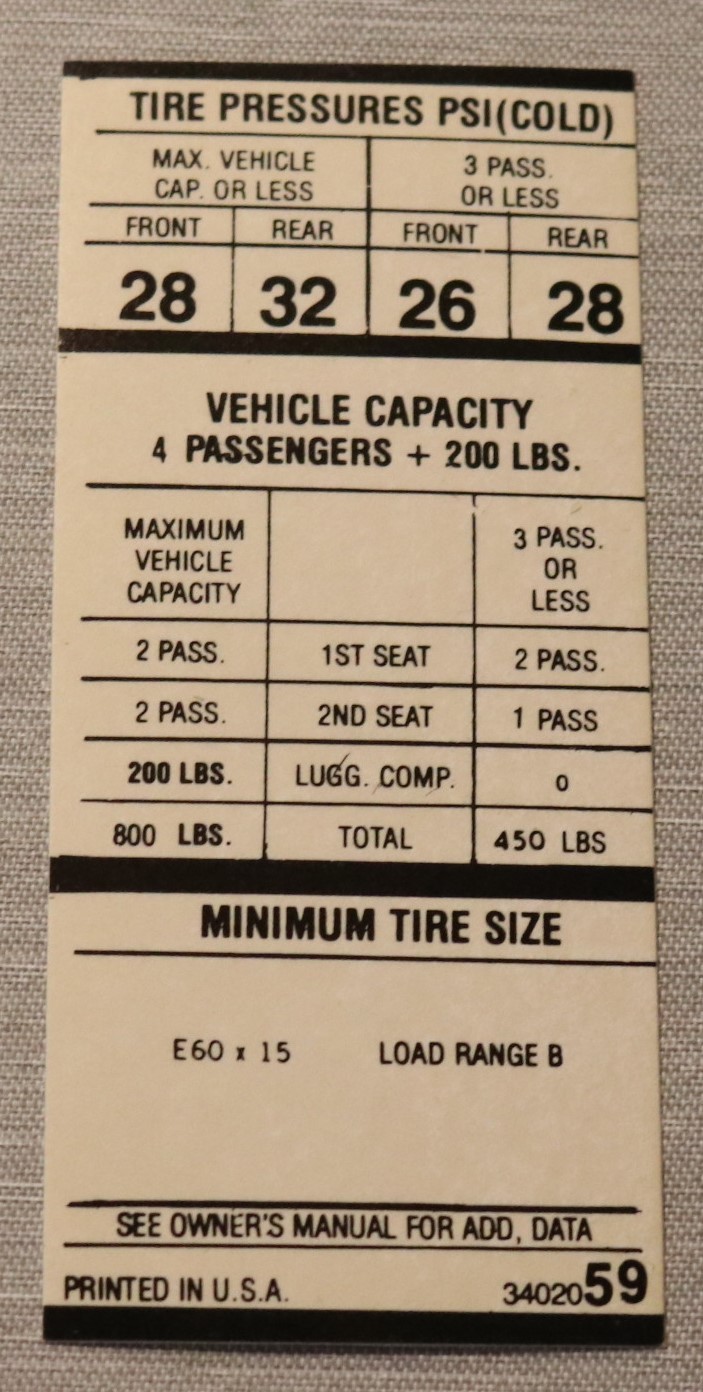 TIRE PRESSURES PSI(COLD)
MAX. VEHICLE
CAP. OR LESS
3 PASS.
OR LESS
FRONT REAR FRONT REAR
28 32 26 28
VEHICLE CAPACITY
4 PASSENGERS + 200 LBS.
MAXIMUM
VEHICLE
CAPACITY
3 PASS.
OR
LESS
2 PASS. 1ST SEAT 2 PASS.
2 PASS. 2ND SEAT 1 PASS
200 LBS. LUGG. COMP. 0
800 LBS. TOTAL 450 LBS
MINIMUM TIRE SIZE
E60 x 15 LOAD RANGE B
SEE OWNER'S MANUAL FOR ADD, DATA
PRINTED IN U.S.A. 3402059